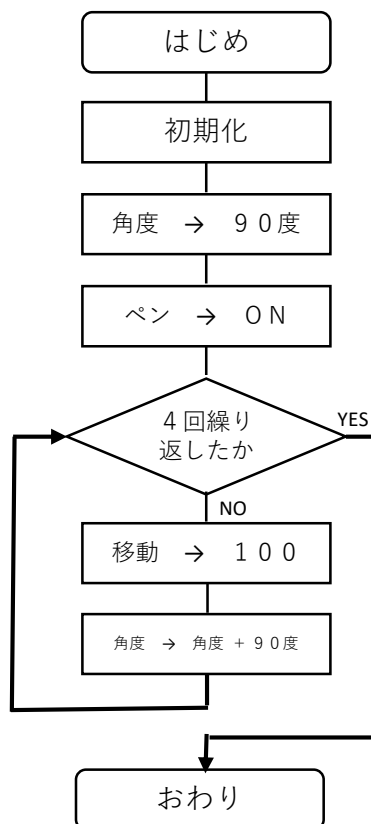 はじめ
初期化
角度 → ９０度
ペン → ＯＮ
４回繰り
返したか
YES
NO
移動 → １００
角度 → 角度 + ９０度
おわり